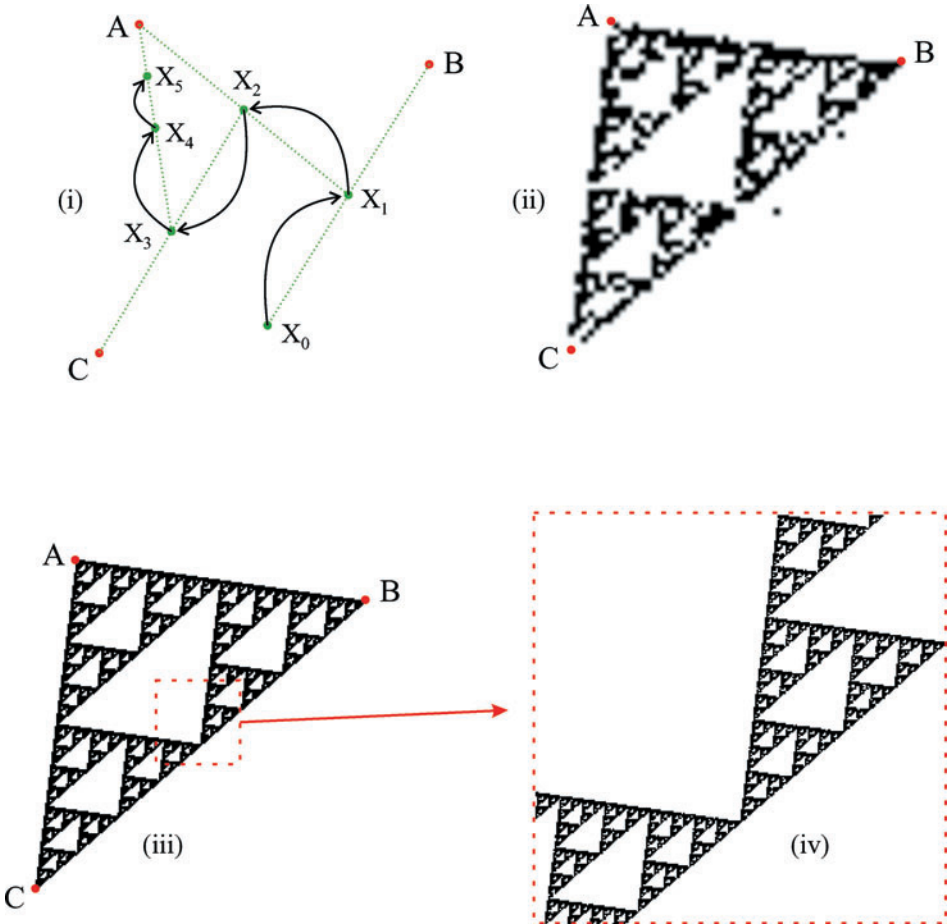 A
B
X₅
X₂
X₄
(i)
X₁
X₃
X₀
C
A
B
(ii)
C
A
B
(iii)
C
(iv)